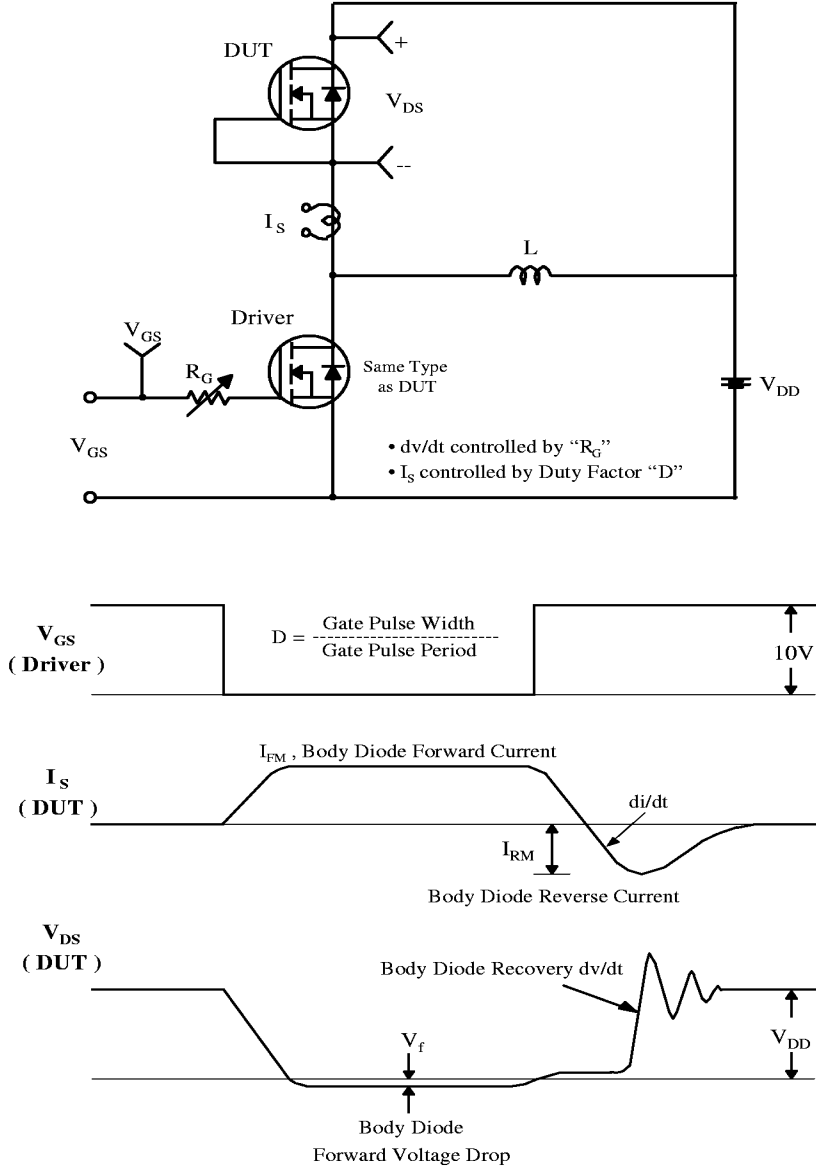 DUT
+
V_DS
--
I_S
L
Driver
V_GS
R_G
Same Type
as DUT
V_DD
V_GS
• dv/dt controlled by “R_G”
• I_S controlled by Duty Factor “D”
V_GS
( Driver )
D = Gate Pulse Width
--------------------------
Gate Pulse Period
10V
I_FM , Body Diode Forward Current
I_S
( DUT )
di/dt
I_RM
Body Diode Reverse Current
V_DS
( DUT )
Body Diode Recovery dv/dt
V_f
V_DD
Body Diode
Forward Voltage Drop